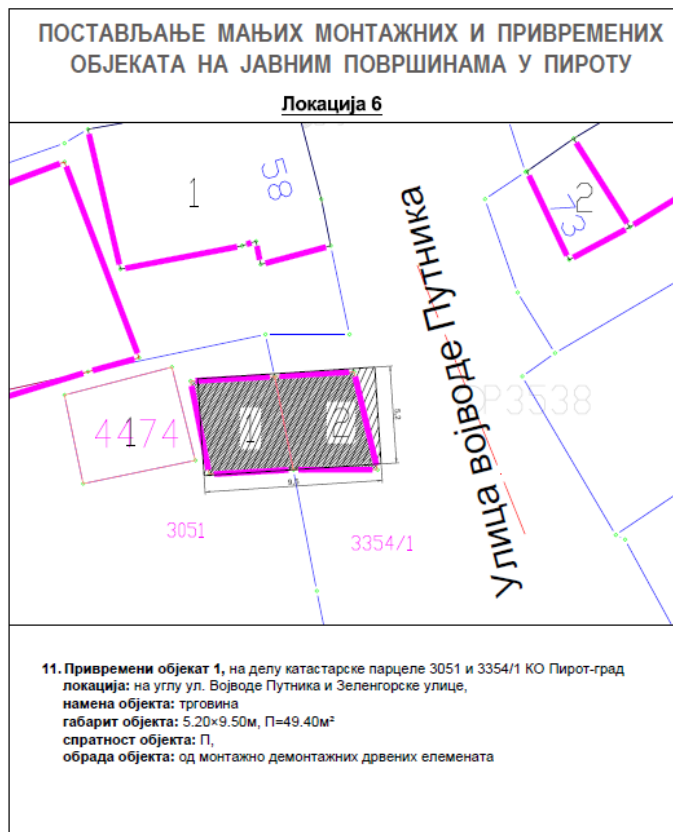 ПОСТАВЉАЊЕ МАЊИХ МОНТАЖНИХ И ПРИВРЕМЕНИХ
ОБЈЕКАТА НА ЈАВНИМ ПОВРШИНАМА У ПИРОТУ
Локација 6
1
58
2
73
Улица војводе Путника
4474
1
1
2
5.2
3538
3051
3354/1
11. Привремени објекат 1, на делу катастарске парцеле 3051 и 3354/1 КО Пирот-град
локација: на углу ул. Војводе Путника и Зеленгорске улице,
намена објекта: трговина
габарит објекта: 5.20×9.50м, П=49.40м²
спратност објекта: П,
обрада објекта: од монтажно демонтажних дрвених елемената